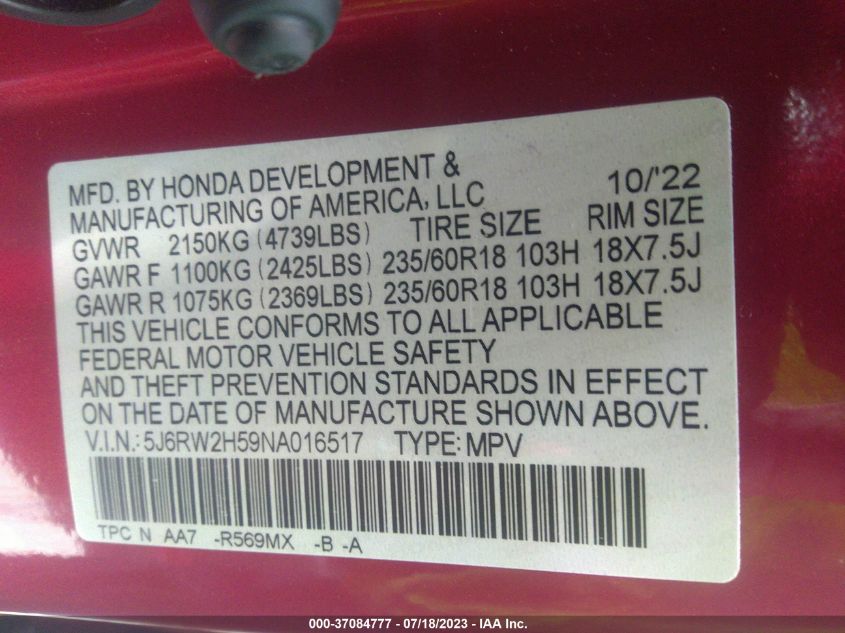 MFD. BY HONDA DEVELOPMENT & 10/'22
MANUFACTURING OF AMERICA, LLC
GVWR 2150KG (4739LBS) TIRE SIZE RIM SIZE
GAWR F 1100KG (2425LBS) 235/60R18 103H 18X7.5J
GAWR R 1075KG (2369LBS) 235/60R18 103H 18X7.5J
THIS VEHICLE CONFORMS TO ALL APPLICABLE
FEDERAL MOTOR VEHICLE SAFETY
AND THEFT PREVENTION STANDARDS IN EFFECT
ON THE DATE OF MANUFACTURE SHOWN ABOVE.
V.I.N.: 5J6RW2H59NA016517 TYPE: MPV
TPC N AA7 -R569MX -B -A
000-37084777 - 07/18/2023 - IAA Inc.